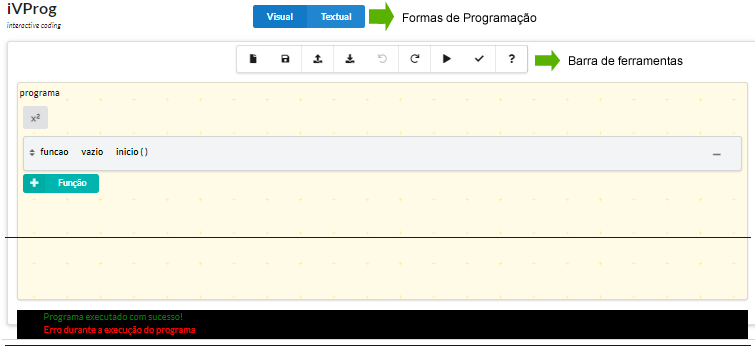 iVProg
interactive coding
Visual Textual
Formas de Programação
?
Barra de ferramentas
programa
x²
funcao vazio inicio ( )
Função
Programa executado com sucesso!
Erro durante a execução do programa